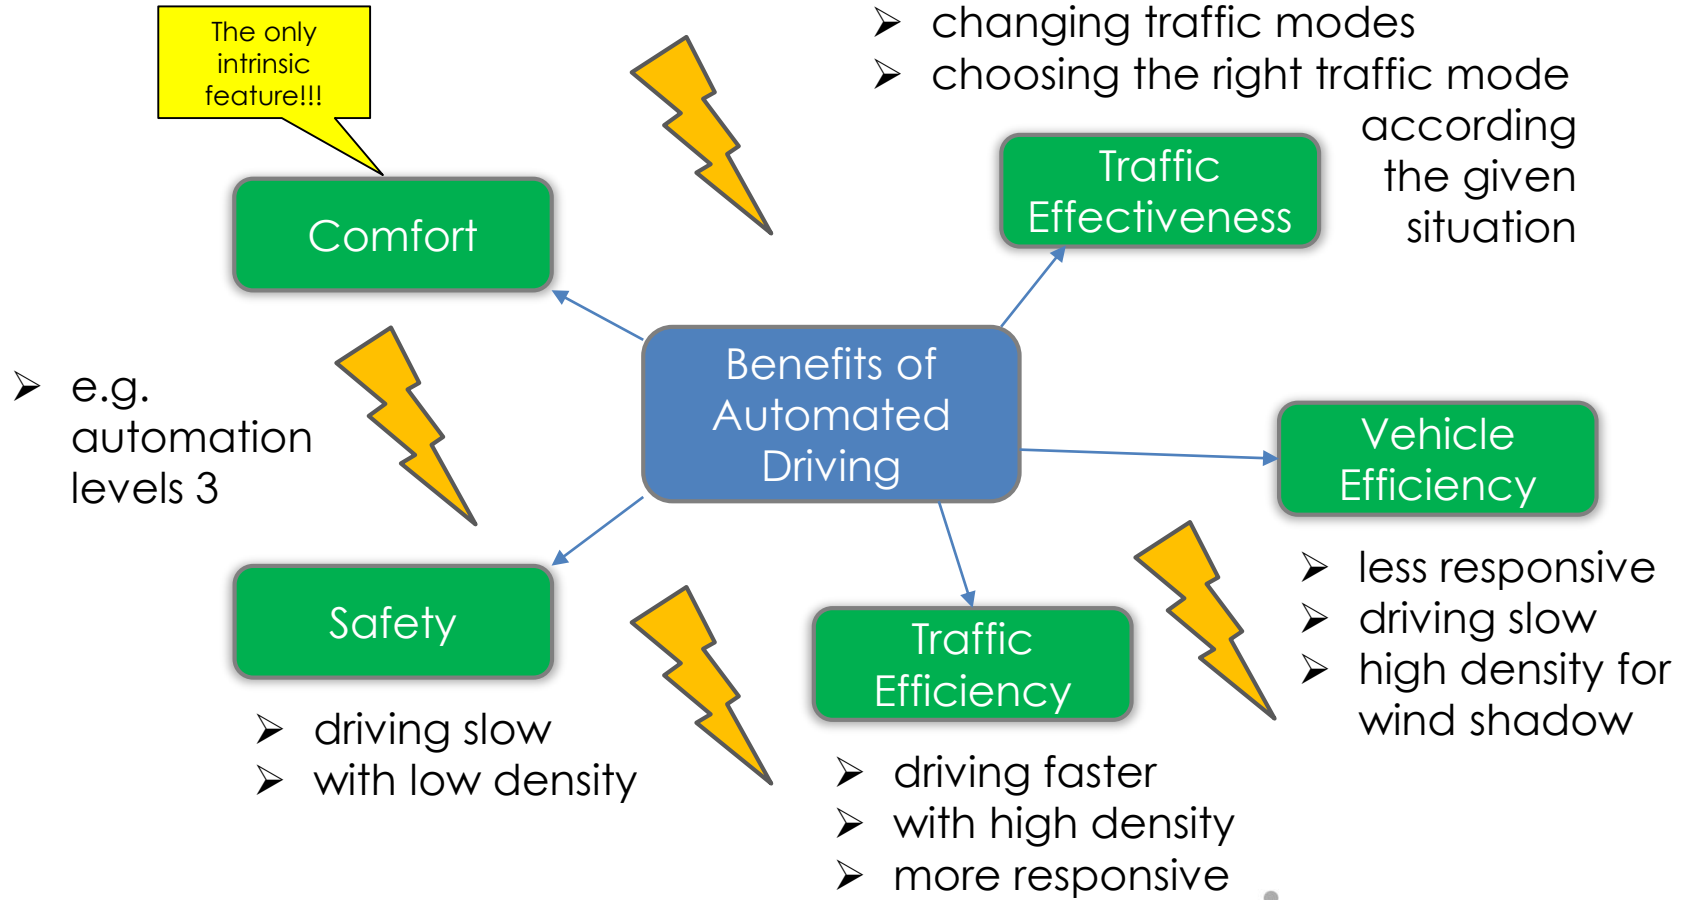 The only
intrinsic
feature!!!
➢ changing traffic modes
➢ choosing the right traffic mode
according
the given
situation
Comfort
Traffic
Effectiveness
Benefits of
Automated
Driving
➢ e.g.
automation
levels 3
Vehicle
Efficiency
➢ less responsive
➢ driving slow
➢ high density for
wind shadow
Safety
➢ driving slow
➢ with low density
Traffic
Efficiency
➢ driving faster
➢ with high density
➢ more responsive